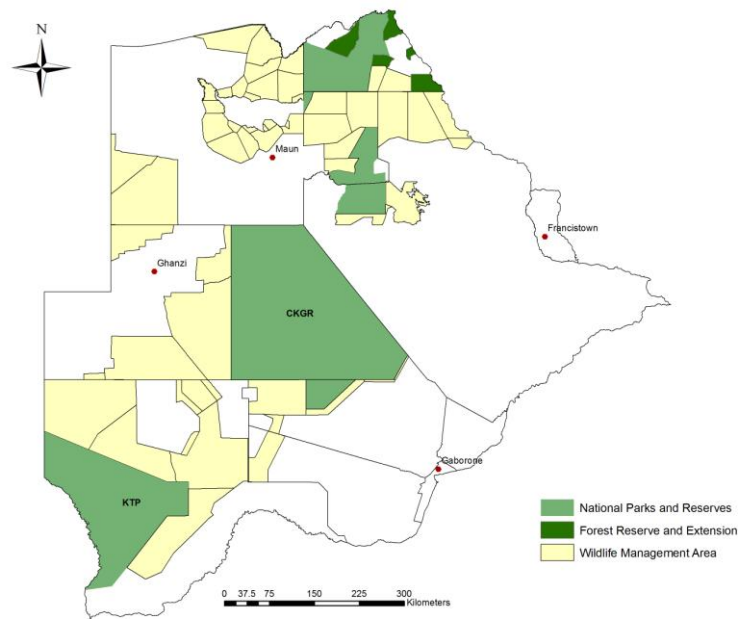 N
Maun
Francistown
Ghanzi
CKGR
Gaborone
KTP
National Parks and Reserves
Forest Reserve and Extension
Wildlife Management Area
0 37.5 75 150 225 300
Kilometers